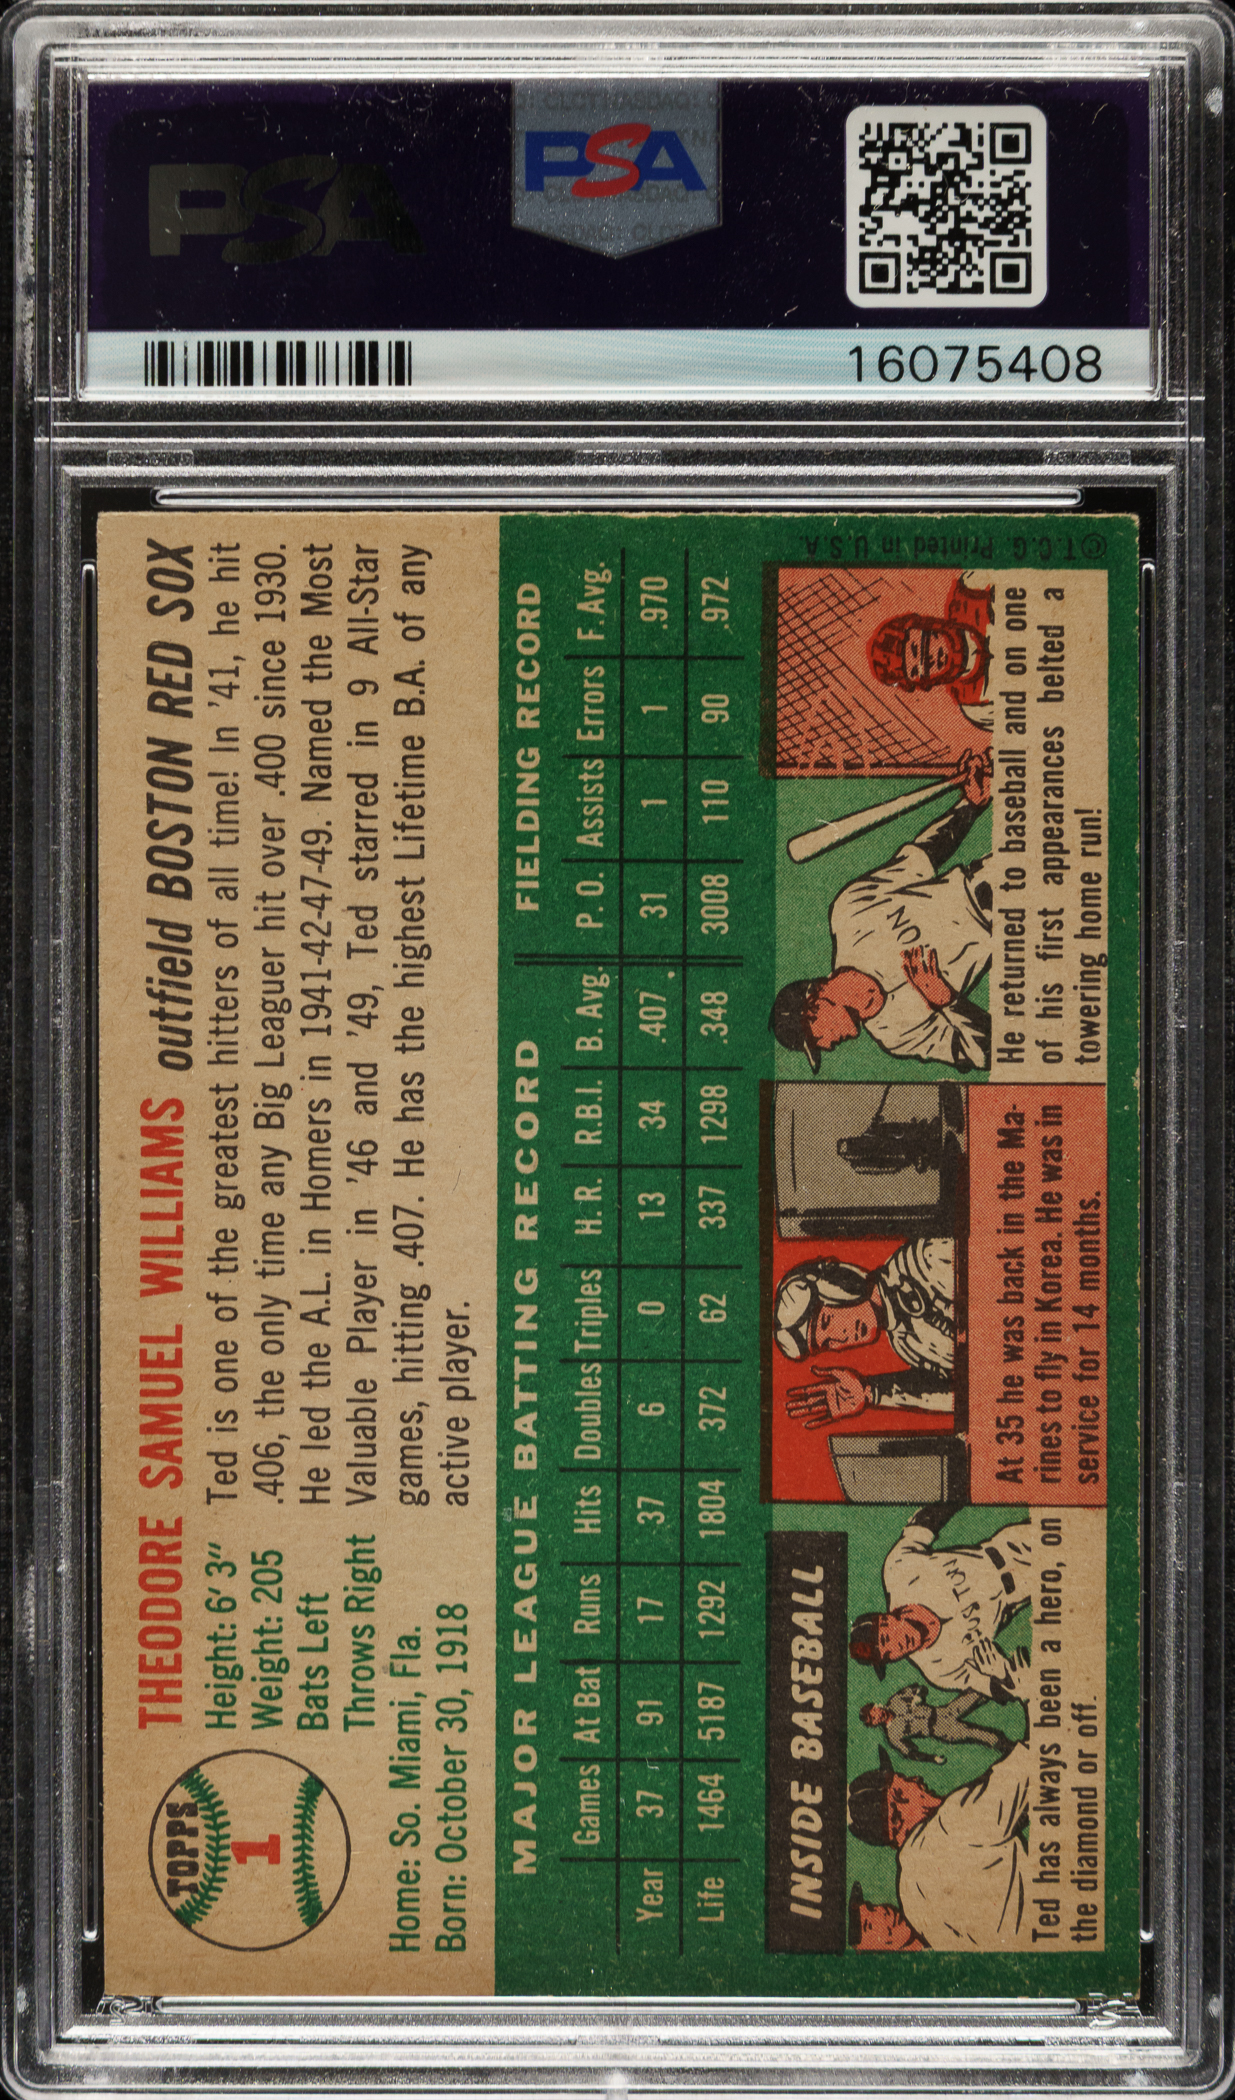 PSA
PSA
16075408
TOPPS
1
THEODORE SAMUEL WILLIAMS outfield BOSTON RED SOX
Height: 6' 3"
Weight: 205
Bats Left
Throws Right
Home: So. Miami, Fla.
Born: October 30, 1918
Ted is one of the greatest hitters of all time! In '41, he hit
.406, the only time any Big Leaguer hit over .400 since 1930.
He led the A.L. in Homers in 1941-42-47-49. Named the Most
Valuable Player in '46 and '49, Ted starred in 9 All-Star
games, hitting .407. He has the highest Lifetime B.A. of any
active player.
MAJOR LEAGUE BATTING RECORD FIELDING RECORD
Games At Bat Runs Hits Doubles Triples H.R. R.B.I. B. Avg. P.O. Assists Errors F. Avg.
Year 37 91 17 37 6 0 13 34 .407 31 1 1 .970
Life 1464 5187 1292 1804 372 62 337 1298 .348 3008 110 90 .972
INSIDE BASEBALL
Ted has always been a hero, on
the diamond or off.
At 35 he was back in the Ma-
rines to fly in Korea. He was in
service for 14 months.
He returned to baseball and on one
of his first appearances belted a
towering home run!
© T.C.G. Printed in U.S.A.